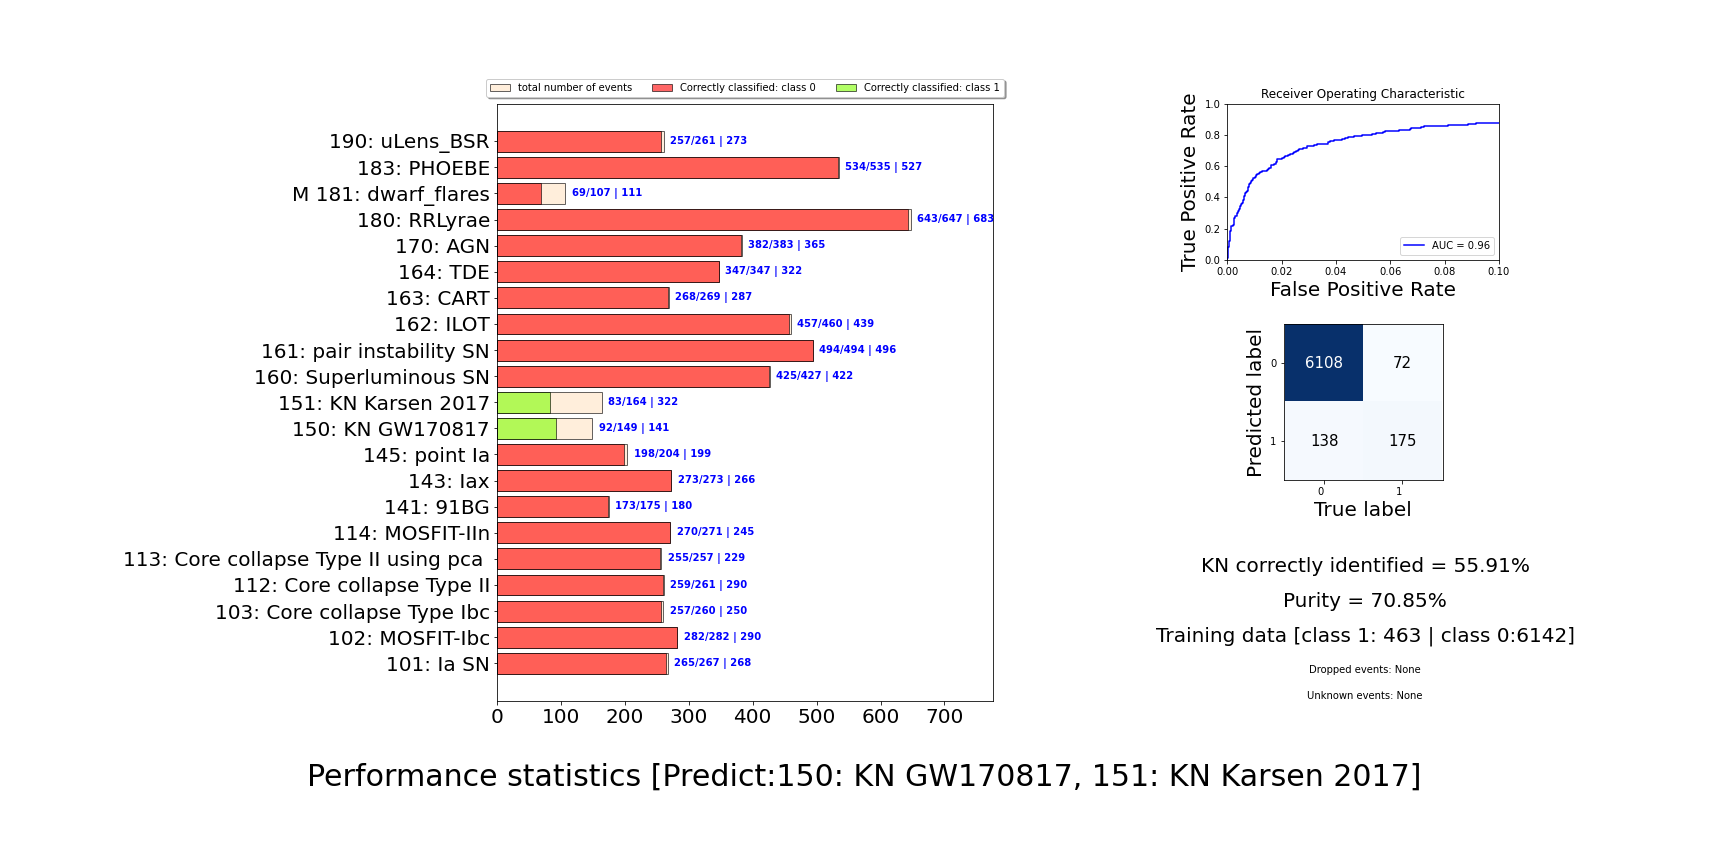 total number of events
Correctly classified: class 0
Correctly classified: class 1
190: uLens_BSR
257/261 | 273
183: PHOEBE
534/535 | 527
M 181: dwarf_flares
69/107 | 111
180: RRLyrae
643/647 | 683
170: AGN
382/383 | 365
164: TDE
347/347 | 322
163: CART
268/269 | 287
162: ILOT
457/460 | 439
161: pair instability SN
494/494 | 496
160: Superluminous SN
425/427 | 422
151: KN Karsen 2017
83/164 | 322
150: KN GW170817
92/149 | 141
145: point Ia
198/204 | 199
143: Iax
273/273 | 266
141: 91BG
173/175 | 180
114: MOSFIT-IIn
270/271 | 245
113: Core collapse Type II using pca
255/257 | 229
112: Core collapse Type II
259/261 | 290
103: Core collapse Type Ibc
257/260 | 250
102: MOSFIT-Ibc
282/282 | 290
101: Ia SN
265/267 | 268
0 100 200 300 400 500 600 700
Receiver Operating Characteristic
True Positive Rate
1.0
0.8
0.6
0.4
0.2
0.0
AUC = 0.96
0.00 0.02 0.04 0.06 0.08 0.10
False Positive Rate
Predicted label
0
6108 72
1
138 175
0 1
True label
KN correctly identified = 55.91%
Purity = 70.85%
Training data [class 1: 463 | class 0:6142]
Dropped events: None
Unknown events: None
Performance statistics [Predict:150: KN GW170817, 151: KN Karsen 2017]